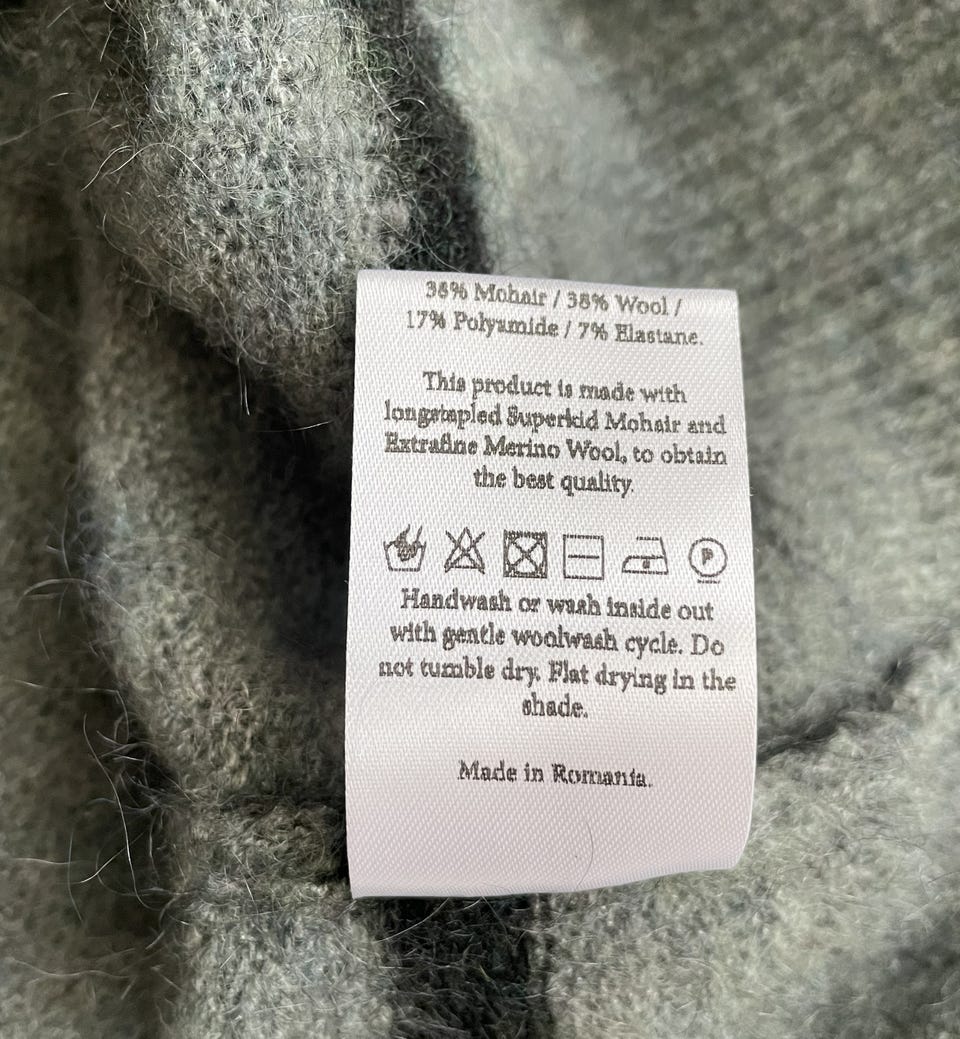 38% Mohair / 38% Wool /
17% Polyamide / 7% Elastane.
This product is made with
longstapled Superkid Mohair and
Extrafine Merino Wool, to obtain
the best quality.
P
Handwash or wash inside out
with gentle woolwash cycle. Do
not tumble dry. Flat drying in the
shade.
Made in Romania.